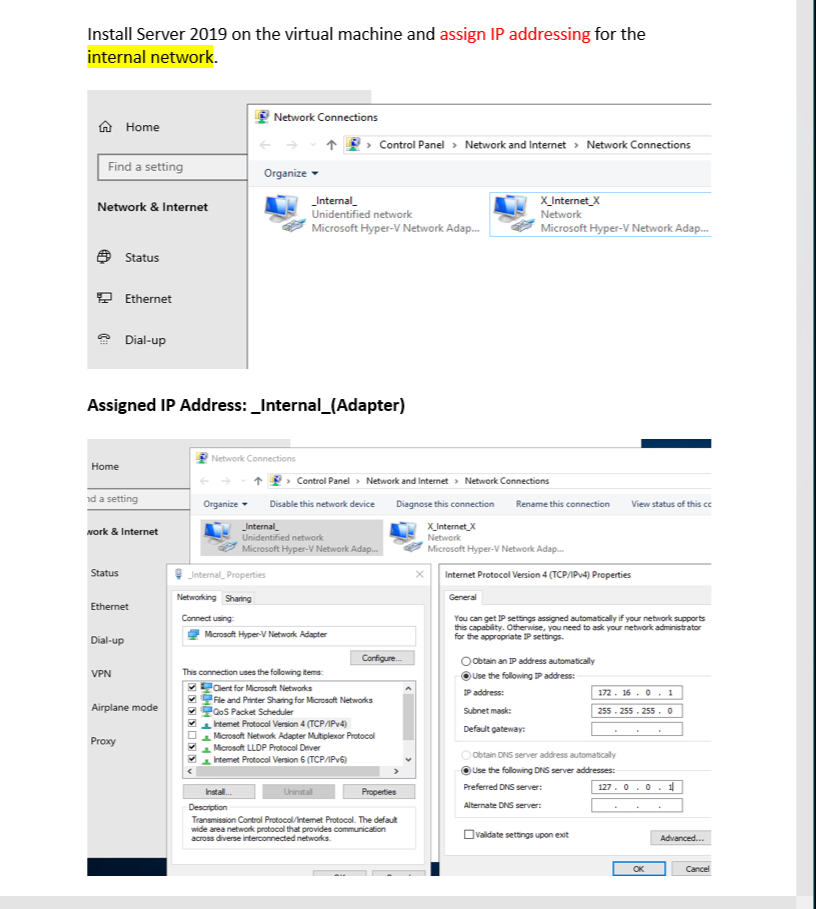 Install Server 2019 on the virtual machine and assign IP addressing for the
internal network.
Network Connections
Home
Control Panel > Network and Internet > Network Connections
Find a setting
Organize
Network & Internet
_Internal_
Unidentified network
Microsoft Hyper-V Network Adap...
X_Internet_X
Network
Microsoft Hyper-V Network Adap...
Status
Ethernet
Dial-up
Assigned IP Address: _Internal_(Adapter)
Network Connections
Home
Control Panel > Network and Internet > Network Connections
nd a setting
Organize Disable this network device Diagnose this connection Rename this connection View status of this cc
work & Internet
_Internal_
Unidentified network
Microsoft Hyper-V Network Adap...
X_Internet_X
Network
Microsoft Hyper-V Network Adap...
Status
Ethernet
Dial-up
VPN
Airplane mode
Proxy
_Internal_ Properties
Networking Sharing
Connect using:
Microsoft Hyper-V Network Adapter
Configure...
This connection uses the following items:
Client for Microsoft Networks
File and Printer Sharing for Microsoft Networks
QoS Packet Scheduler
Internet Protocol Version 4 (TCP/IPv4)
Microsoft Network Adapter Multiplexor Protocol
Microsoft LLDP Protocol Driver
Internet Protocol Version 6 (TCP/IPv6)
Install... Uninstall Properties
Description
Transmission Control Protocol/Internet Protocol. The default
wide area network protocol that provides communication
across diverse interconnected networks.
Internet Protocol Version 4 (TCP/IPv4) Properties
General
You can get IP settings assigned automatically if your network supports
this capability. Otherwise, you need to ask your network administrator
for the appropriate IP settings.
Obtain an IP address automatically
Use the following IP address:
IP address: 172 . 16 . 0 . 1
Subnet mask: 255 . 255 . 255 . 0
Default gateway: . . .
Obtain DNS server address automatically
Use the following DNS server addresses:
Preferred DNS server: 127 . 0 . 0 . 1
Alternate DNS server: . . .
Validate settings upon exit
Advanced...
OK Cancel